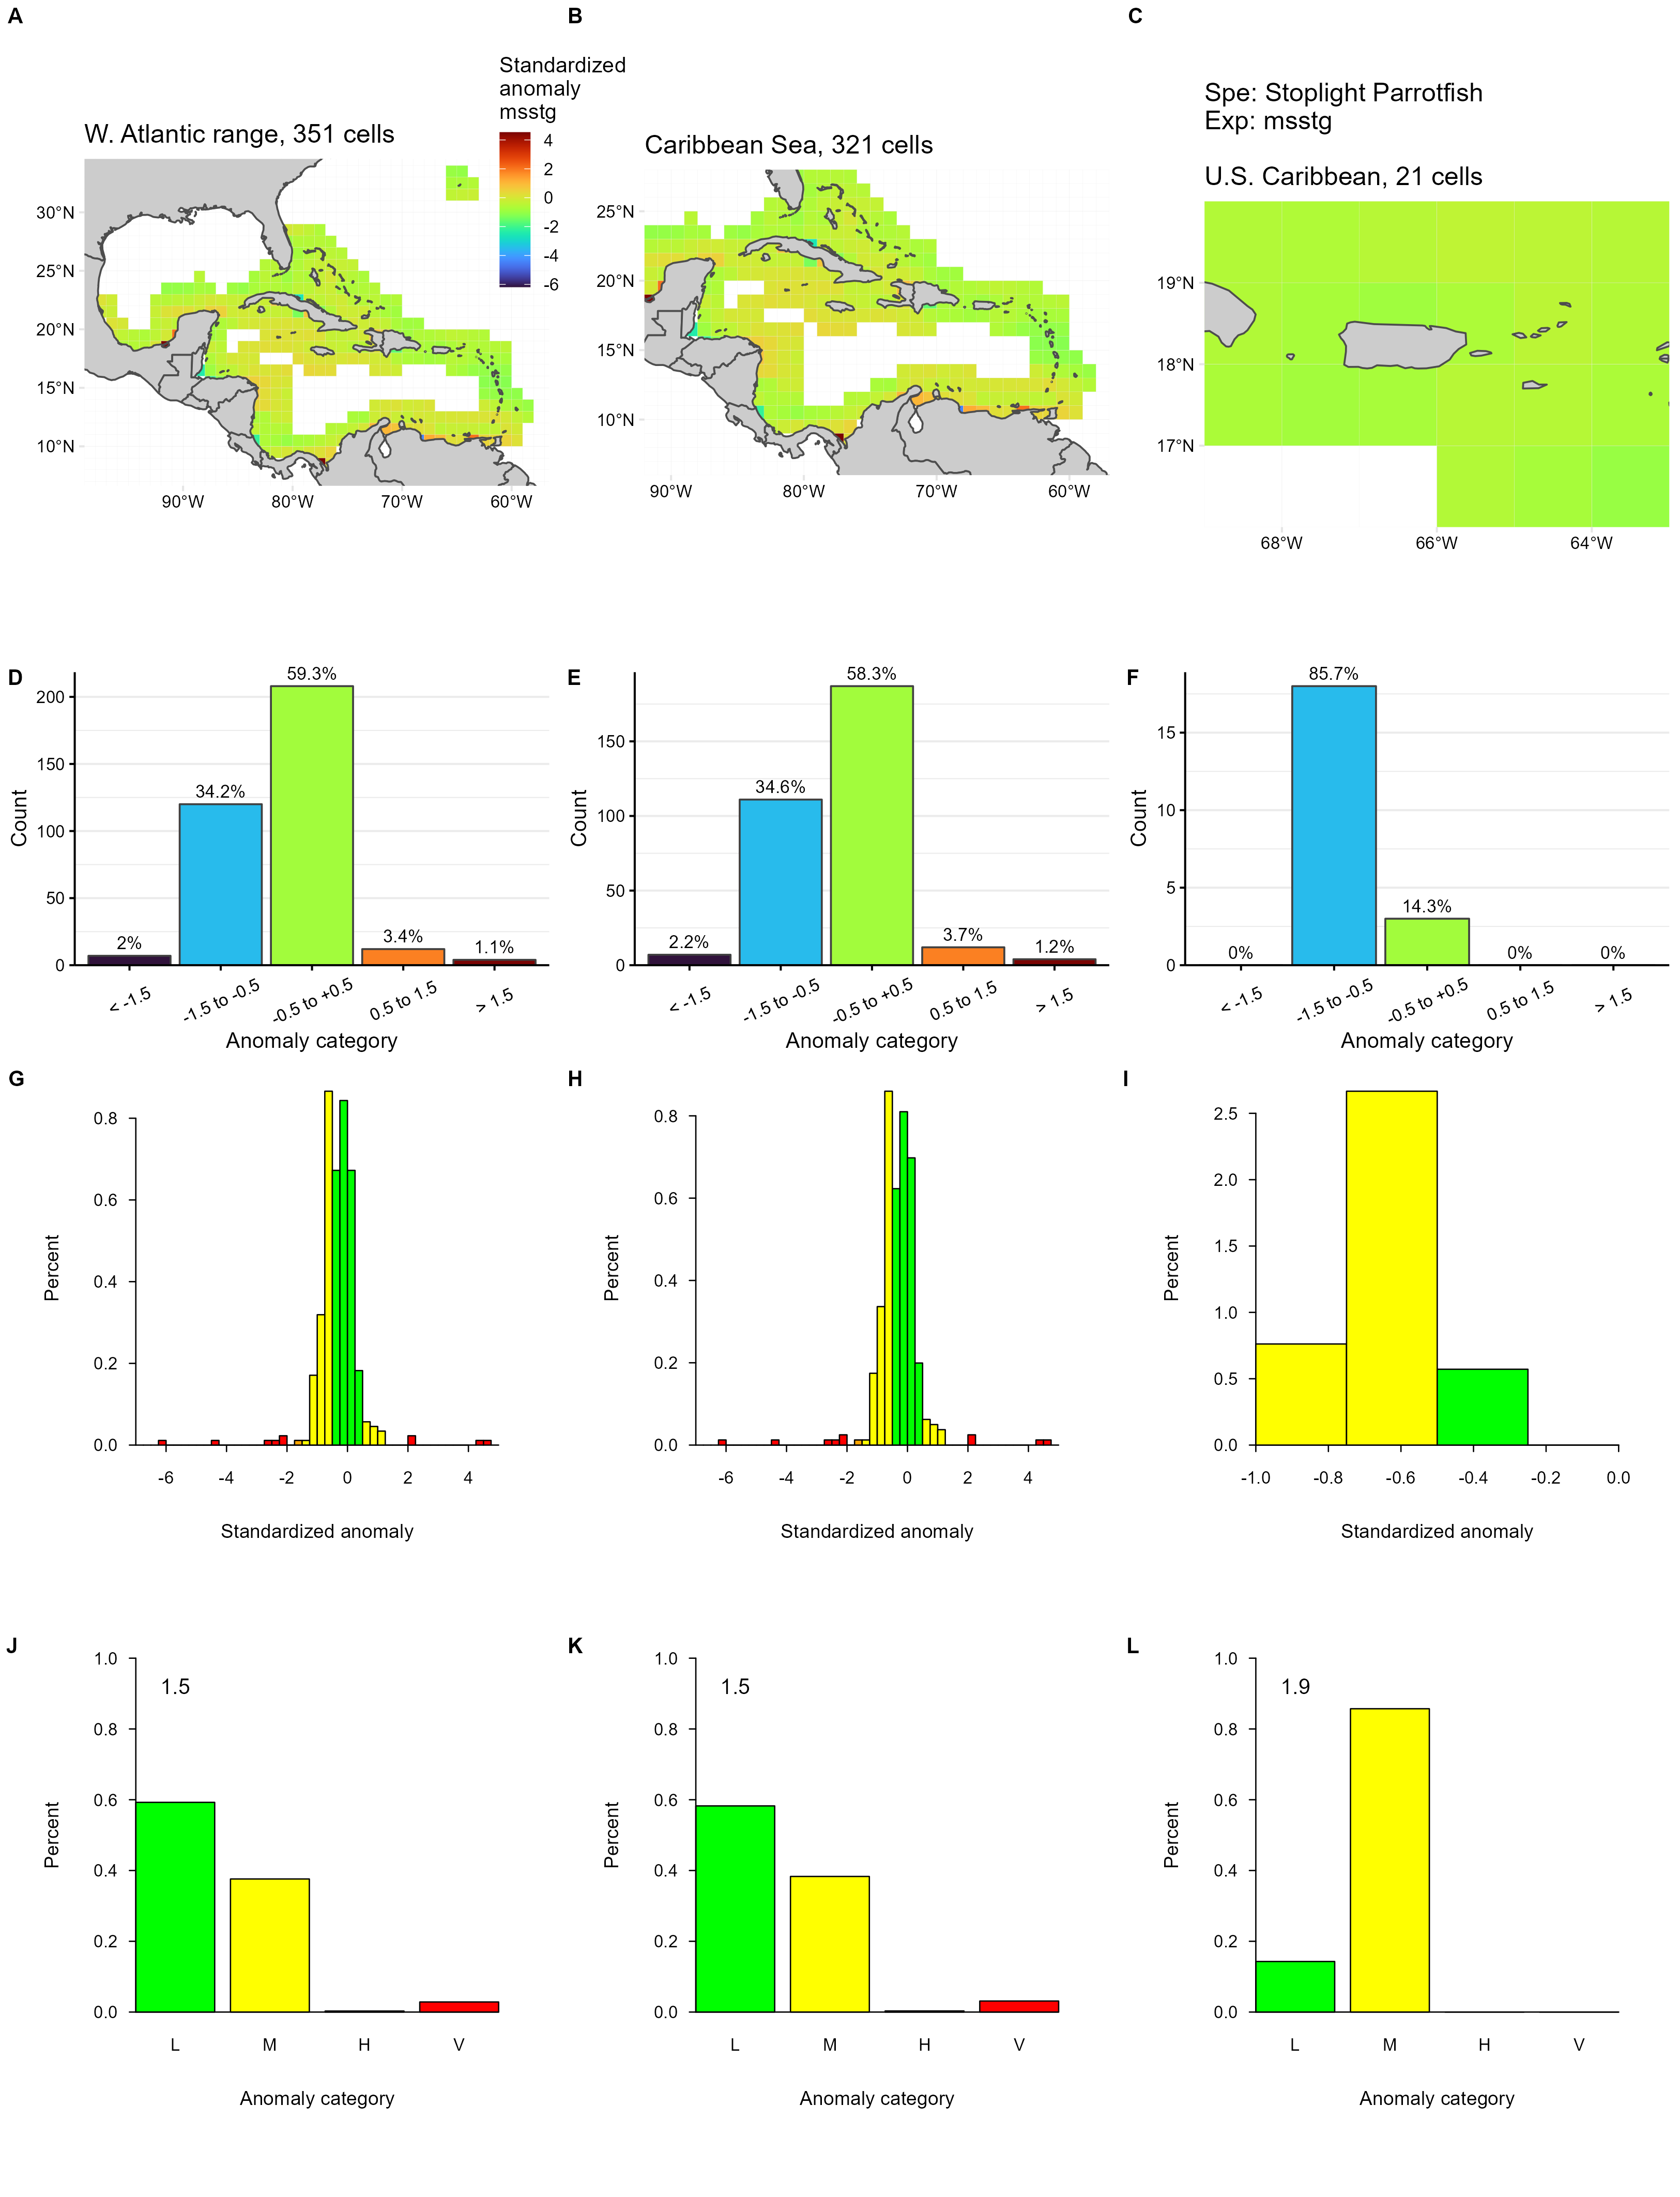 A
B
C
Standardized
anomaly
msstg
4
2
0
-2
-4
-6
W. Atlantic range, 351 cells
30°N
25°N
20°N
15°N
10°N
90°W
80°W
70°W
60°W
Caribbean Sea, 321 cells
25°N
20°N
15°N
10°N
90°W
80°W
70°W
60°W
Spe: Stoplight Parrotfish
Exp: msstg
U.S. Caribbean, 21 cells
19°N
18°N
17°N
68°W
66°W
64°W
D
Count
200
150
100
50
0
2%
34.2%
59.3%
3.4%
1.1%
< -1.5
-1.5 to -0.5
-0.5 to +0.5
0.5 to 1.5
> 1.5
Anomaly category
E
Count
150
100
50
0
2.2%
34.6%
58.3%
3.7%
1.2%
< -1.5
-1.5 to -0.5
-0.5 to +0.5
0.5 to 1.5
> 1.5
Anomaly category
F
Count
15
10
5
0
0%
85.7%
14.3%
0%
0%
< -1.5
-1.5 to -0.5
-0.5 to +0.5
0.5 to 1.5
> 1.5
Anomaly category
G
Percent
0.8
0.6
0.4
0.2
0.0
-6
-4
-2
0
2
4
Standardized anomaly
H
Percent
0.8
0.6
0.4
0.2
0.0
-6
-4
-2
0
2
4
Standardized anomaly
I
Percent
2.5
2.0
1.5
1.0
0.5
0.0
-1.0
-0.8
-0.6
-0.4
-0.2
0.0
Standardized anomaly
J
Percent
1.0
0.8
0.6
0.4
0.2
0.0
1.5
L
M
H
V
Anomaly category
K
Percent
1.0
0.8
0.6
0.4
0.2
0.0
1.5
L
M
H
V
Anomaly category
L
Percent
1.0
0.8
0.6
0.4
0.2
0.0
1.9
L
M
H
V
Anomaly category